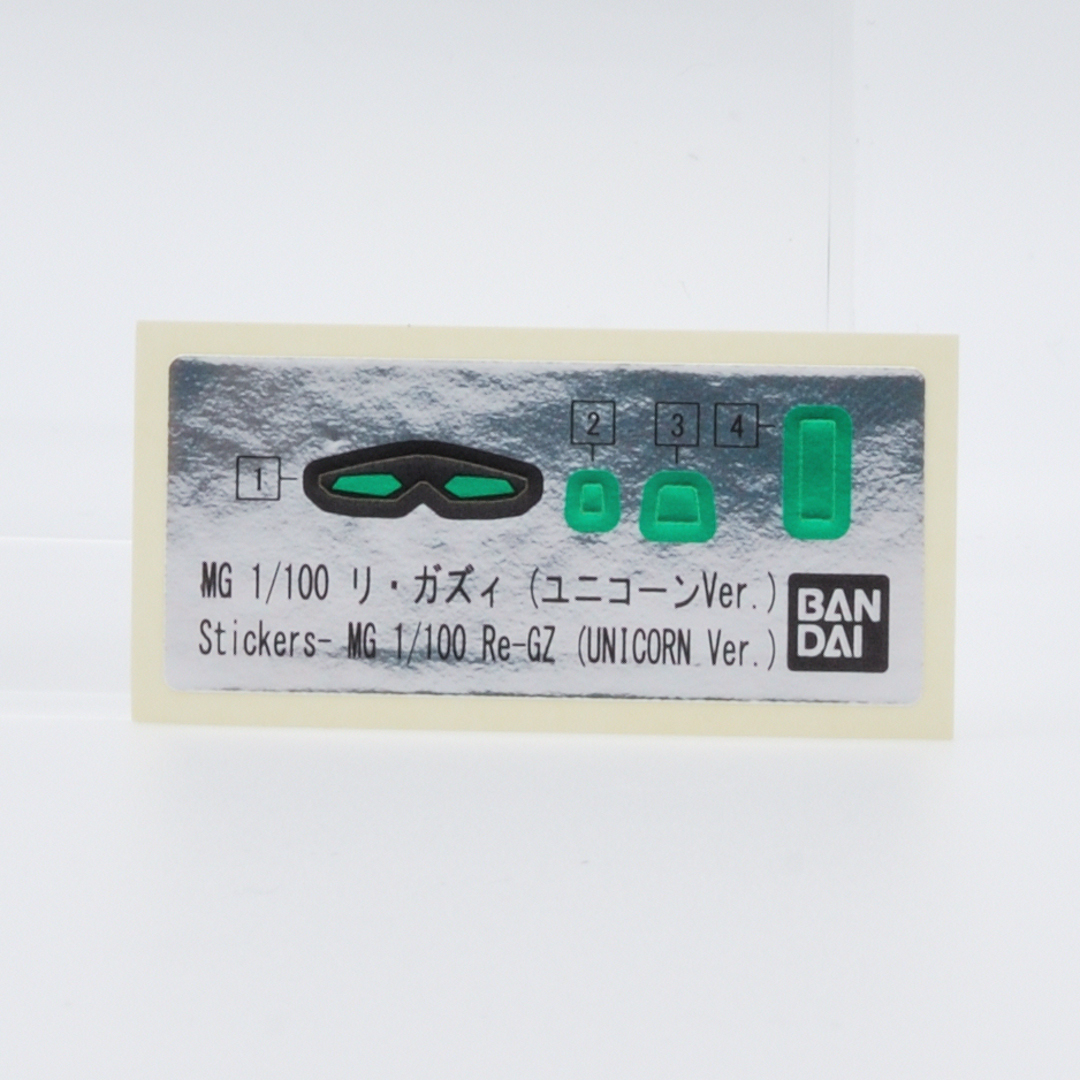 1
2
3
4
MG 1/100 リ・ガズィ (ユニコーンVer.)
Stickers- MG 1/100 Re-GZ (UNICORN Ver.)
BAN
DAI